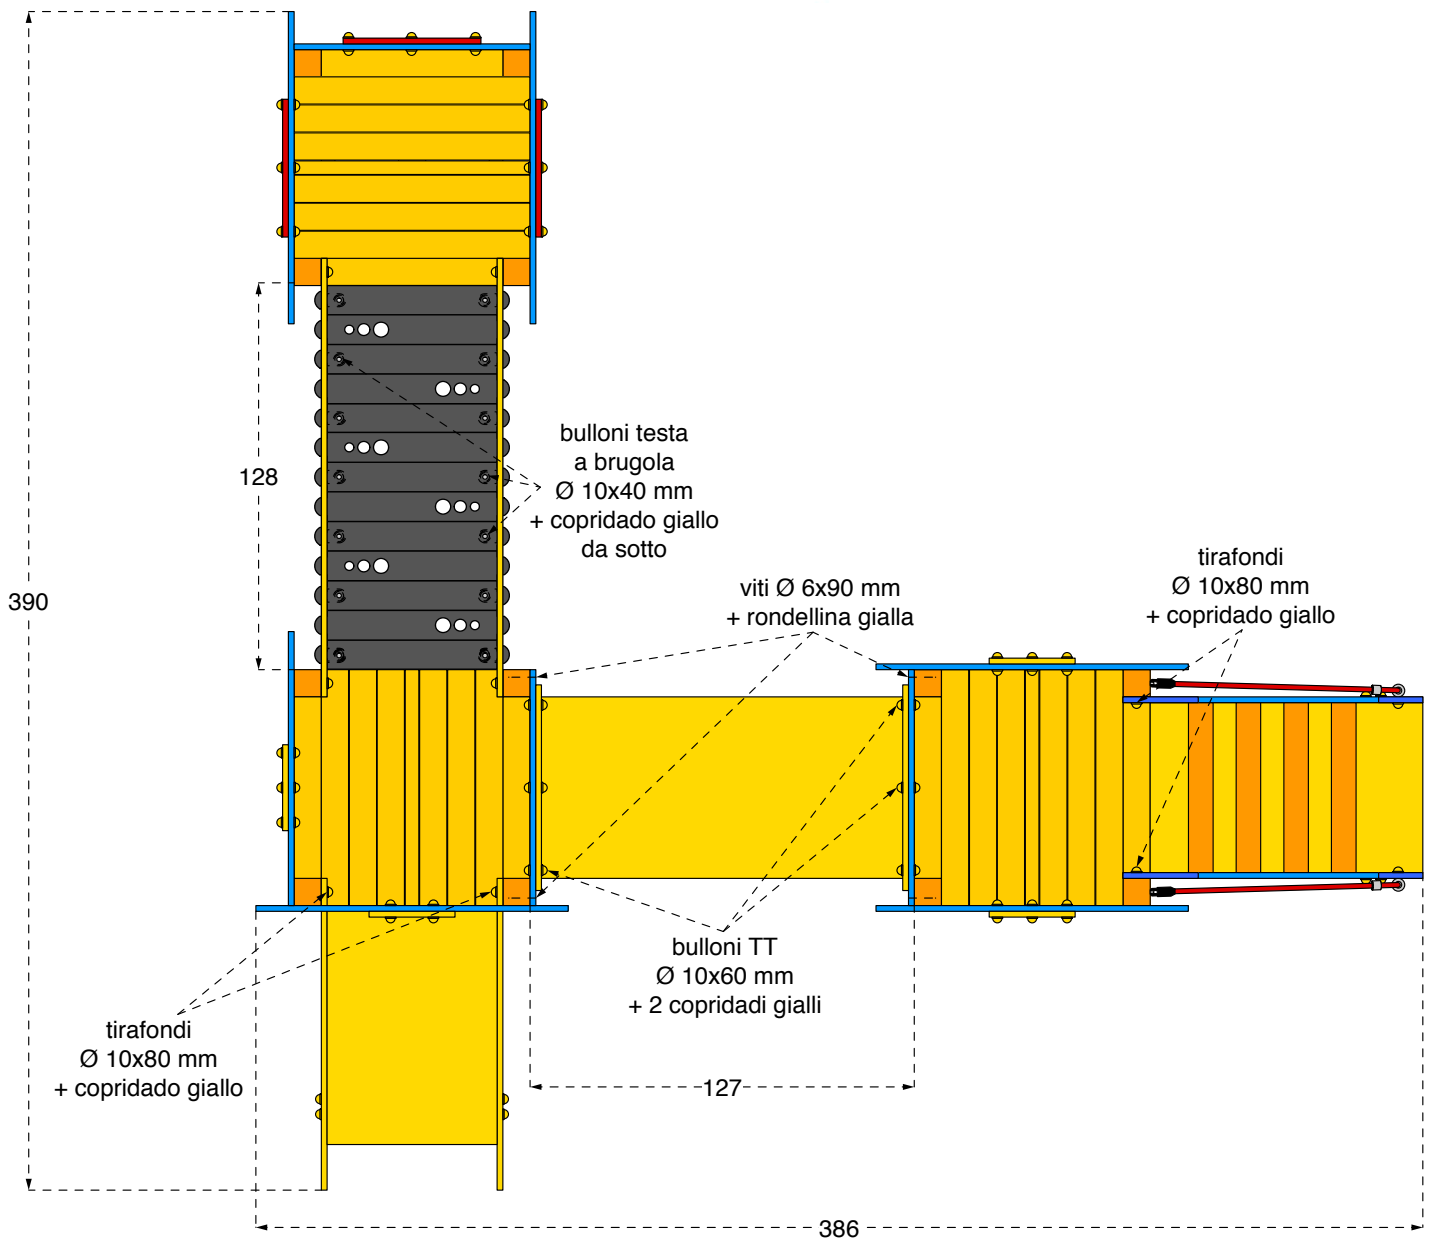 bulloni testa
a brugola
Ø 10x40 mm
+ copridado giallo
da sotto
128
390
viti Ø 6x90 mm
+ rondellina gialla
tirafondi
Ø 10x80 mm
+ copridado giallo
bulloni TT
Ø 10x60 mm
+ 2 copridadi gialli
tirafondi
Ø 10x80 mm
+ copridado giallo
127
386